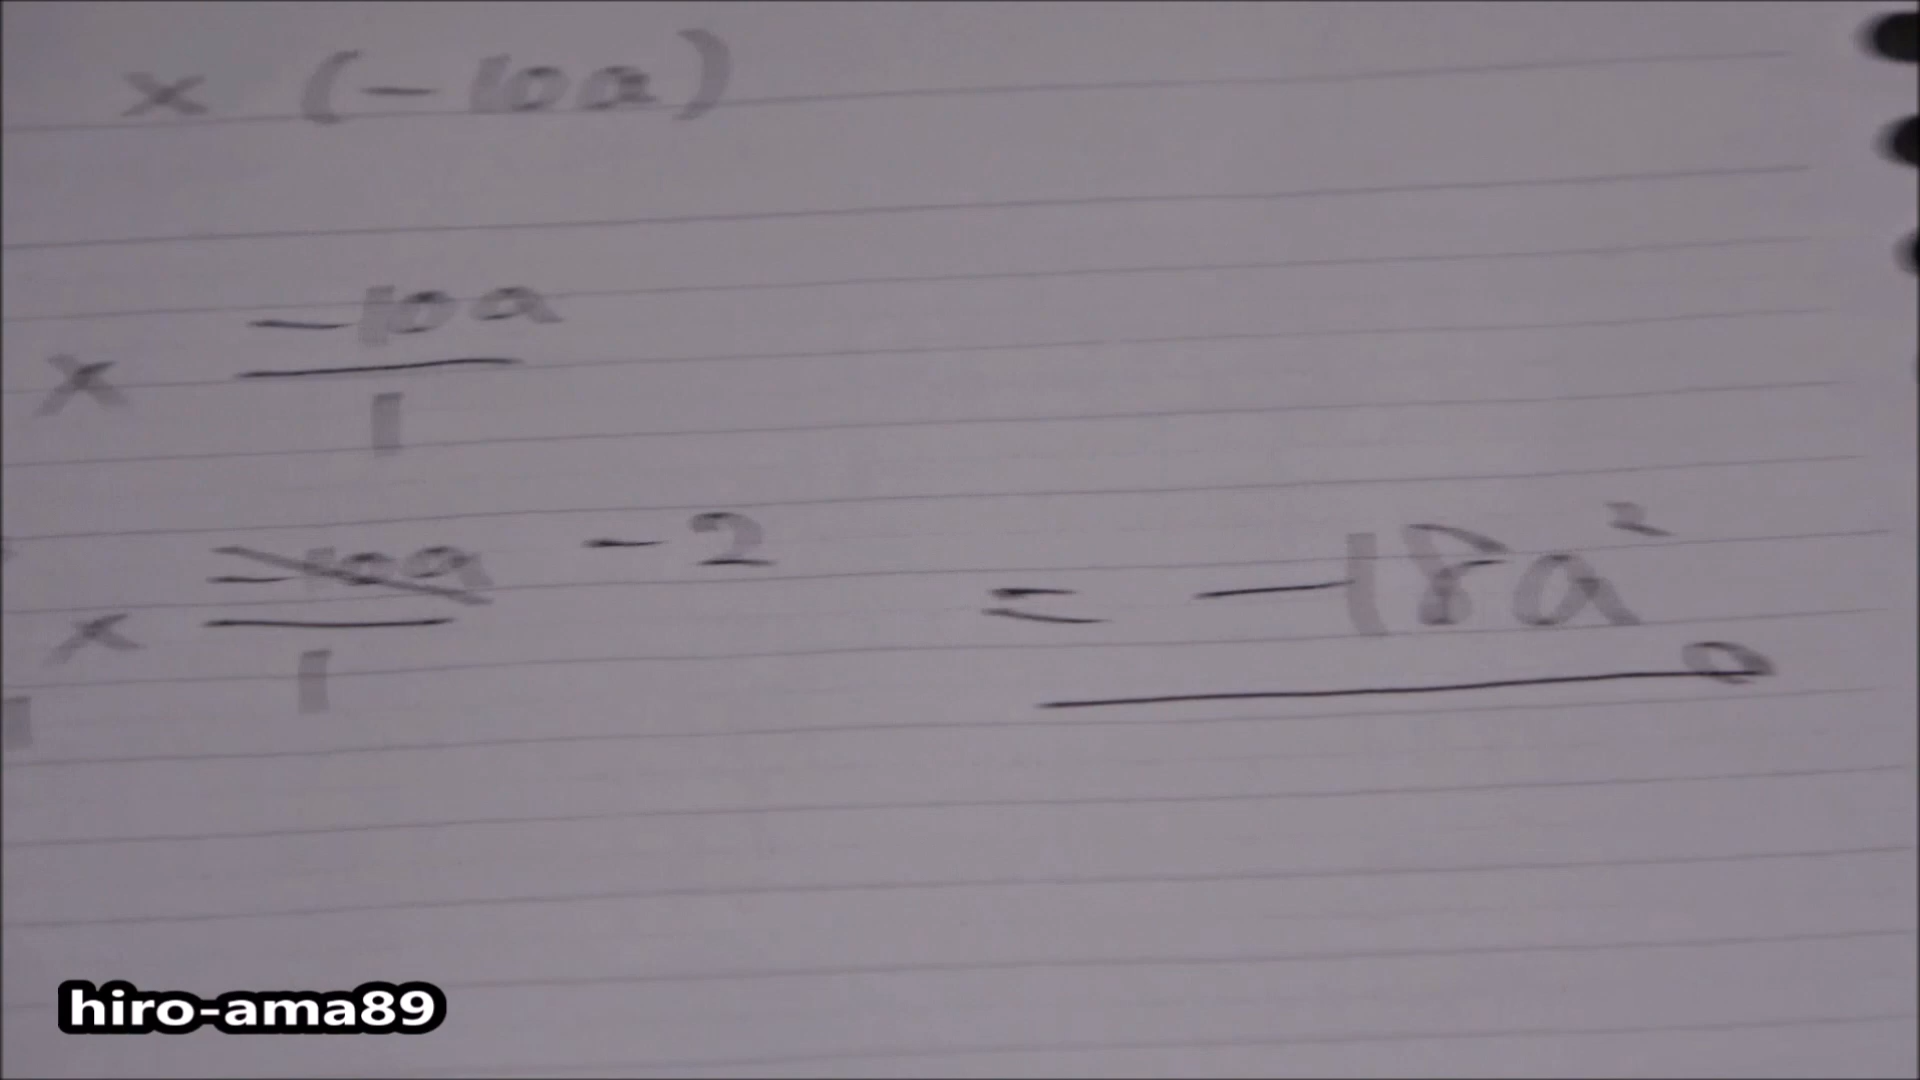 × (-10a)
× -10a/1
× -10a/1 -2 = -18a²
hiro-ama89